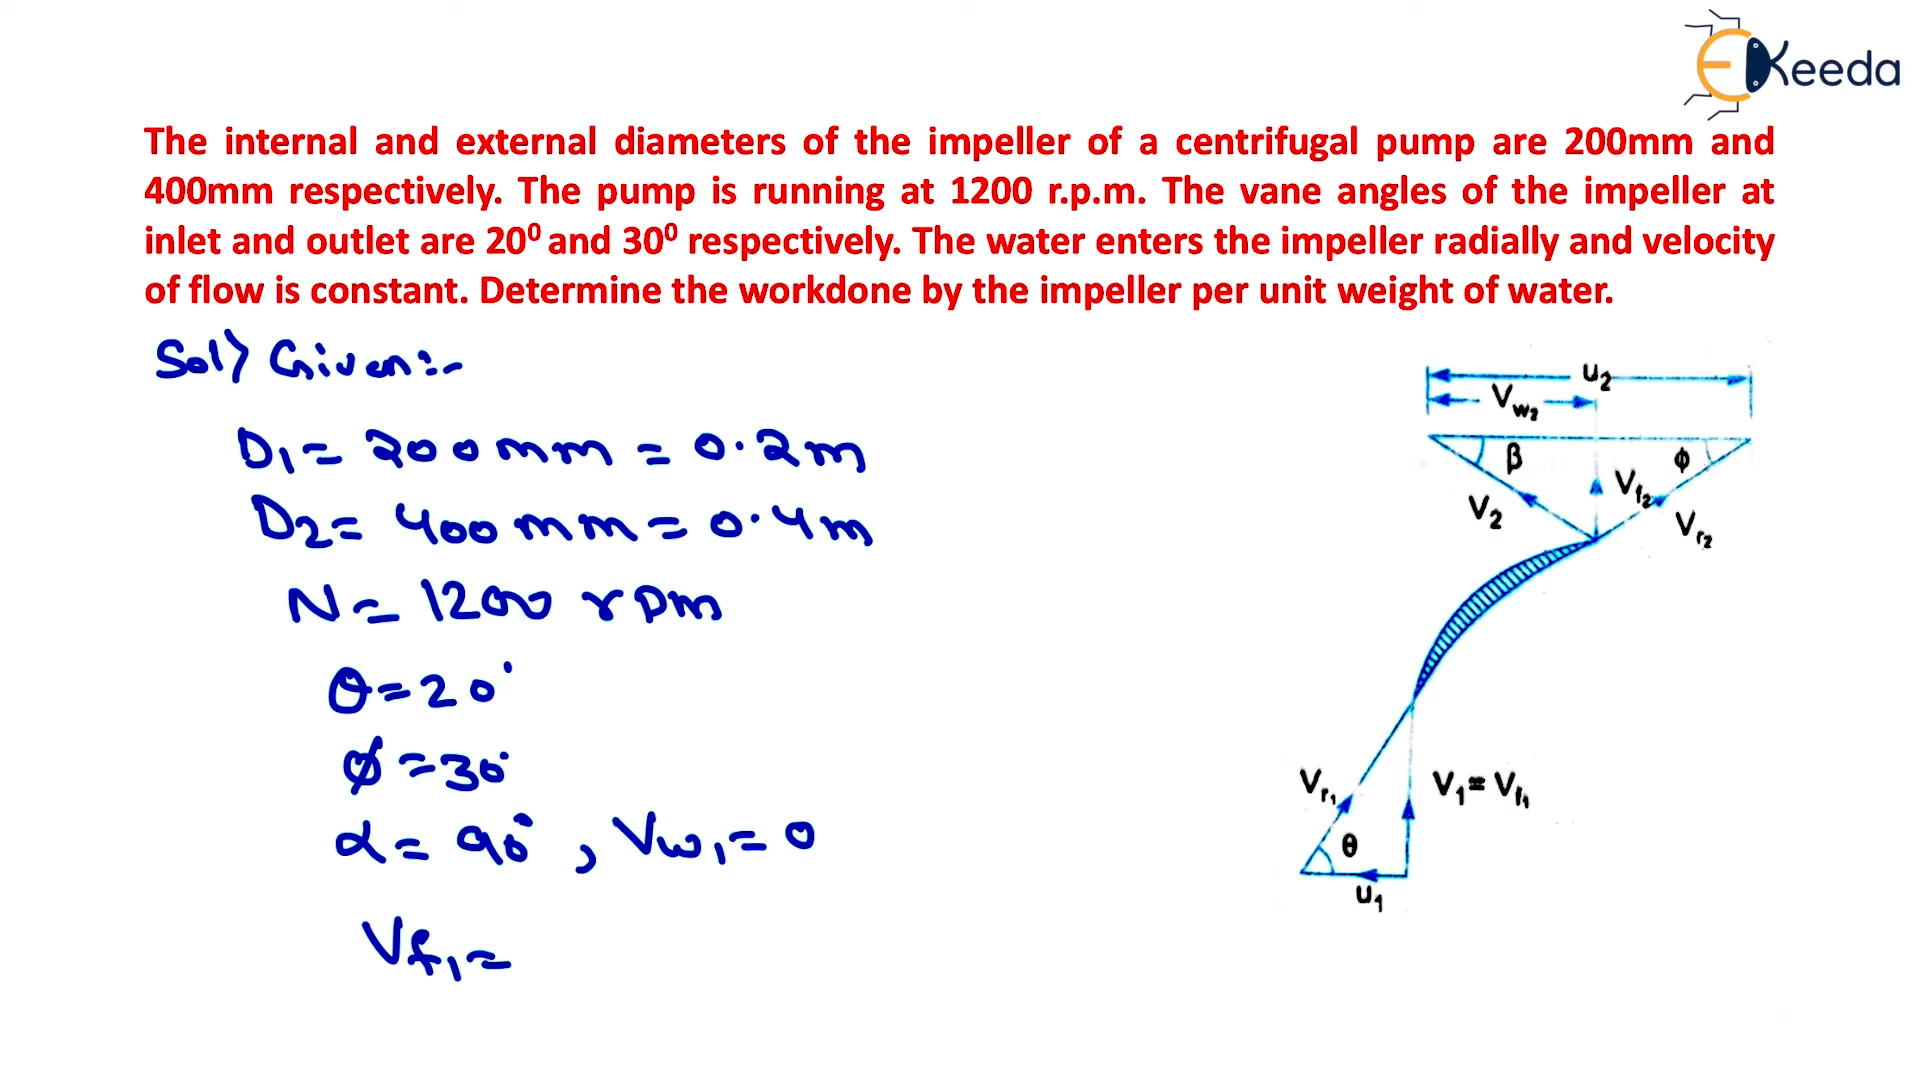 EKeeda
The internal and external diameters of the impeller of a centrifugal pump are 200mm and
400mm respectively. The pump is running at 1200 r.p.m. The vane angles of the impeller at
inlet and outlet are 20⁰ and 30⁰ respectively. The water enters the impeller radially and velocity
of flow is constant. Determine the workdone by the impeller per unit weight of water.
Sol) Given:-
D₁ = 200 mm = 0.2 m
D₂ = 400 mm = 0.4 m
N = 1200 rpm
θ = 20°
ϕ = 30°
α = 90°, Vw₁ = 0
Vf₁ =
u₂
Vw₂
β
ϕ
Vf₂
V₂
Vr₂
Vr₁
V₁ = Vf₁
θ
u₁